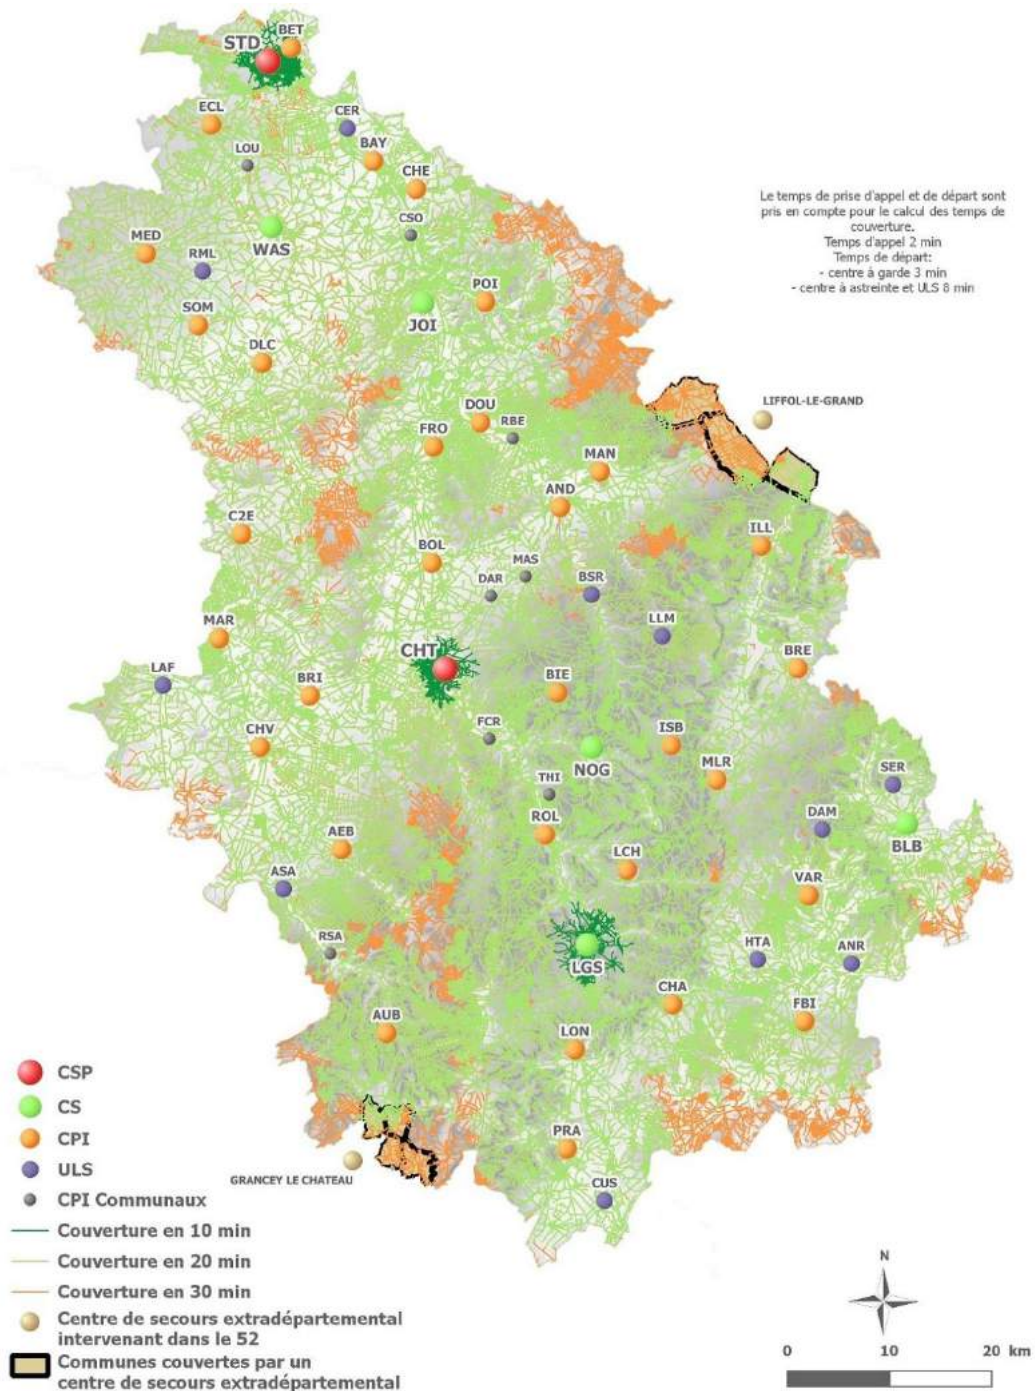 STD
BET
ECL
LOU
CER
BAY
CHE
CSO
MED
RML
WAS
SOM
DLC
JOI
POI
Le temps de prise d'appel et de départ sont
pris en compte pour le calcul des temps de
couverture.
Temps d'appel 2 min
Temps de départ:
- centre à garde 3 min
- centre à astreinte et ULS 8 min
LIFFOL-LE-GRAND
DOU
RBE
FRO
MAN
AND
C2E
BOL
MAS
DAR
BSR
ILL
LLM
MAR
CHT
LAF
BRI
BIE
BRE
FCR
CHV
ISB
NOG
MLR
THI
SER
ROL
DAM
BLB
AEB
LCH
ASA
VAR
RSA
LGS
HTA
ANR
CHA
FBI
AUB
LON
PRA
CUS
GRANCEY LE CHATEAU
CSP
CS
CPI
ULS
CPI Communaux
Couverture en 10 min
Couverture en 20 min
Couverture en 30 min
Centre de secours extradépartemental
intervenant dans le 52
Communes couvertes par un
centre de secours extradépartemental
N
0 10 20 km